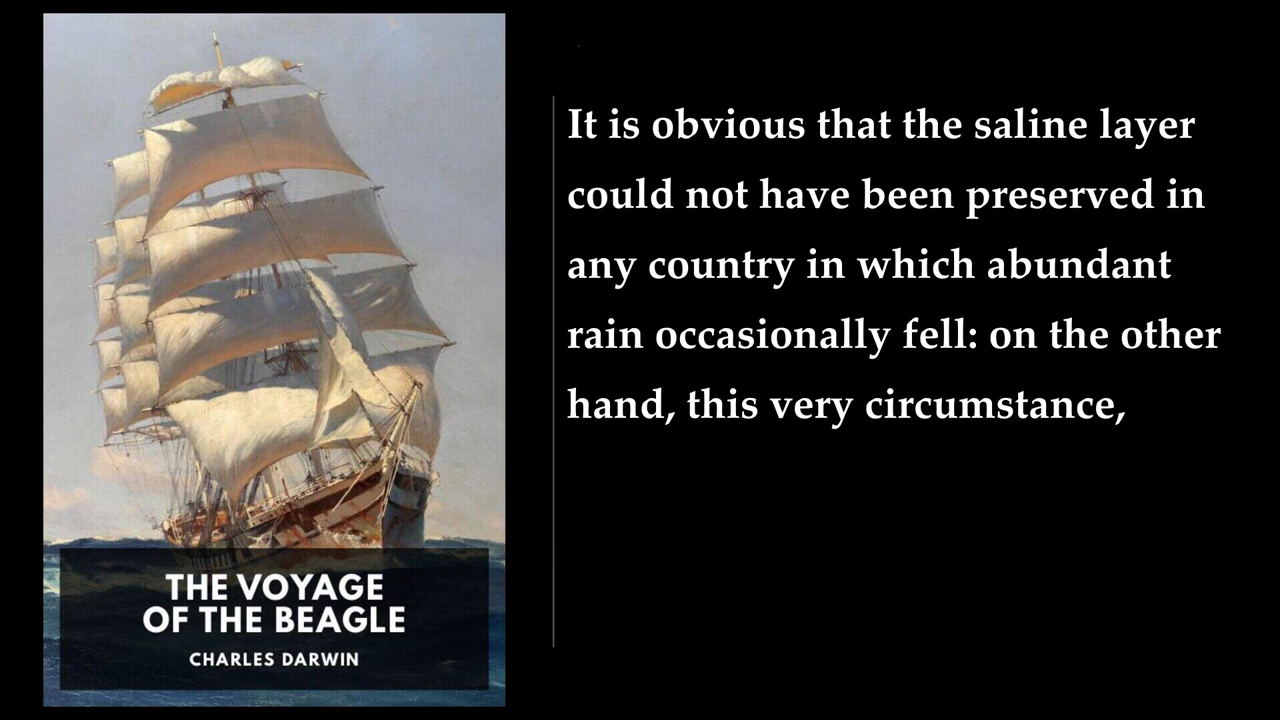 THE VOYAGE
OF THE BEAGLE
CHARLES DARWIN
It is obvious that the saline layer
could not have been preserved in
any country in which abundant
rain occasionally fell: on the other
hand, this very circumstance,